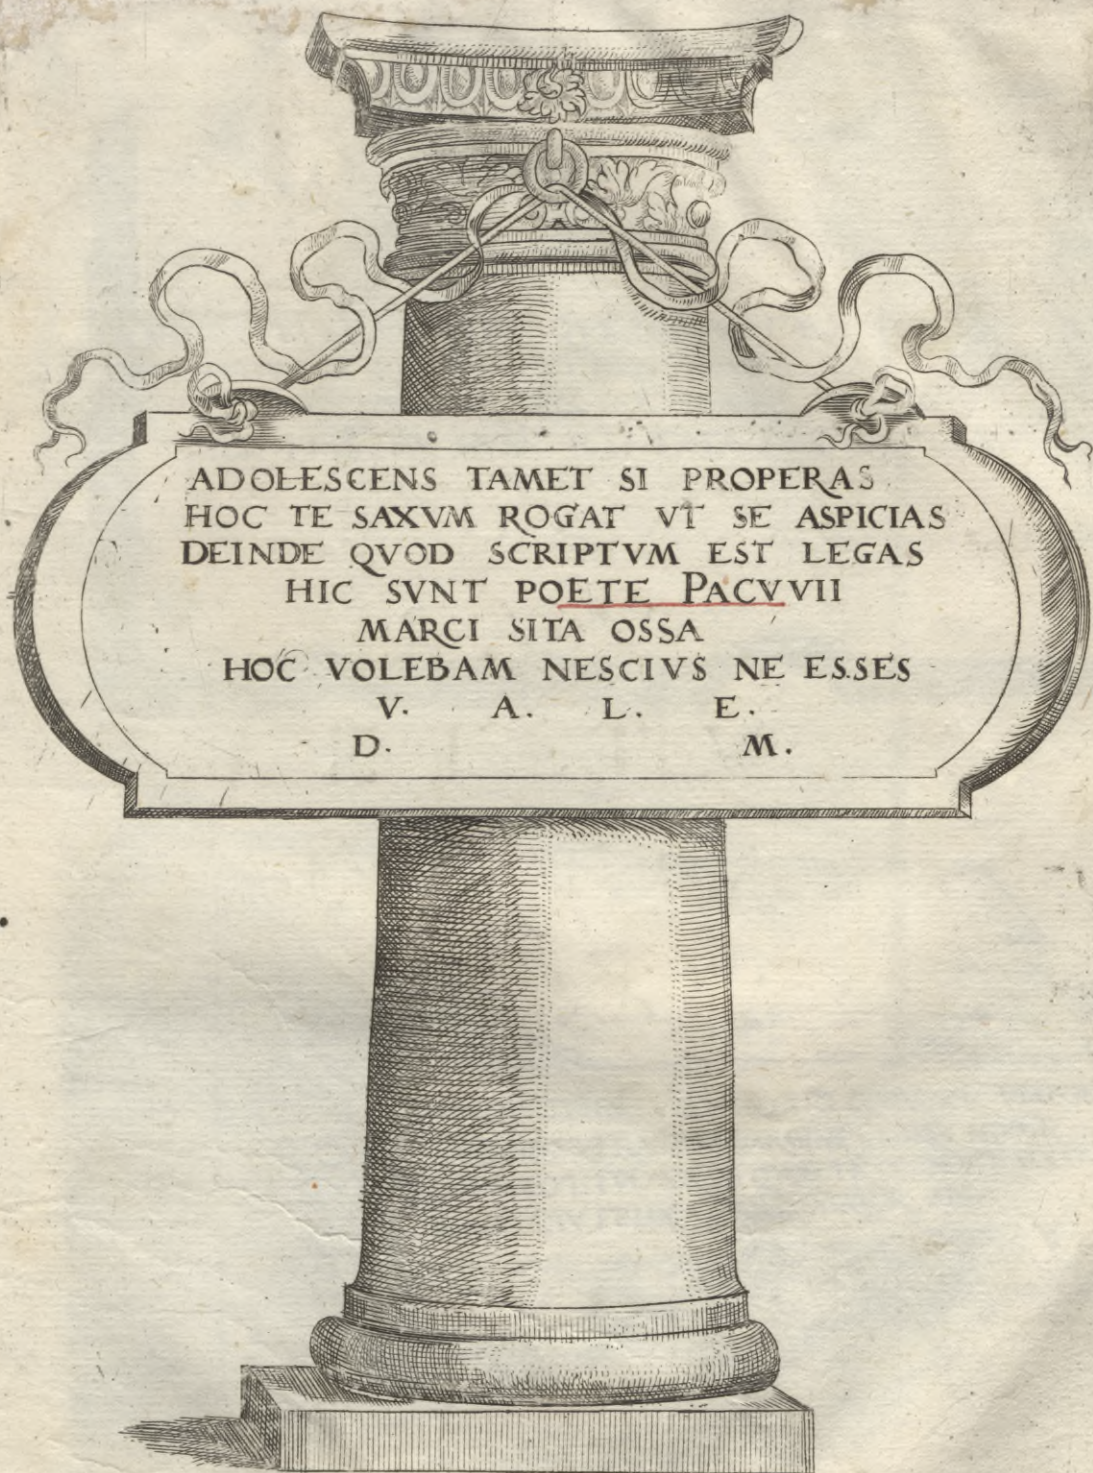 ADOLESCENS TAMET SI PROPERAS
HOC TE SAXVM ROGAT VT SE ASPICIAS
DEINDE QVOD SCRIPTVM EST LEGAS
HIC SVNT POETE PACVVII
MARCI SITA OSSA
HOC VOLEBAM NESCIVS NE ESSES
V. A. L. E.
D. M.